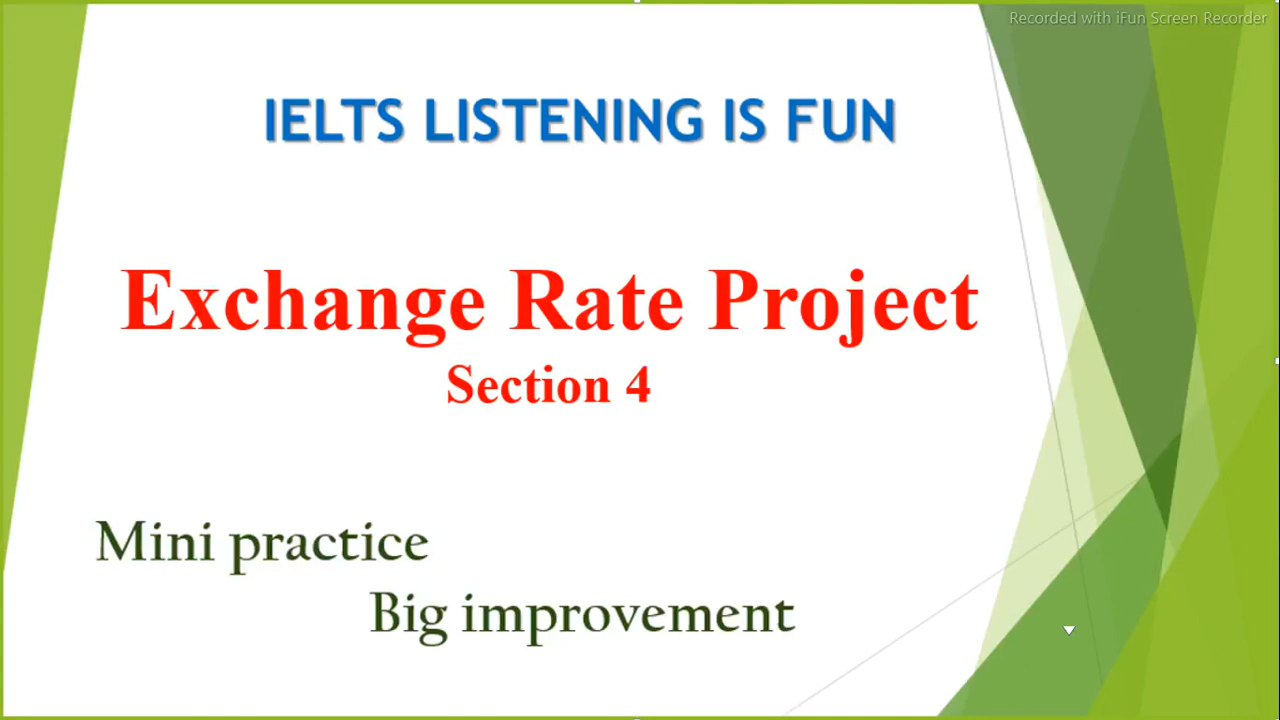 Recorded with iFun Screen Recorder
IELTS LISTENING IS FUN
Exchange Rate Project
Section 4
Mini practice
Big improvement